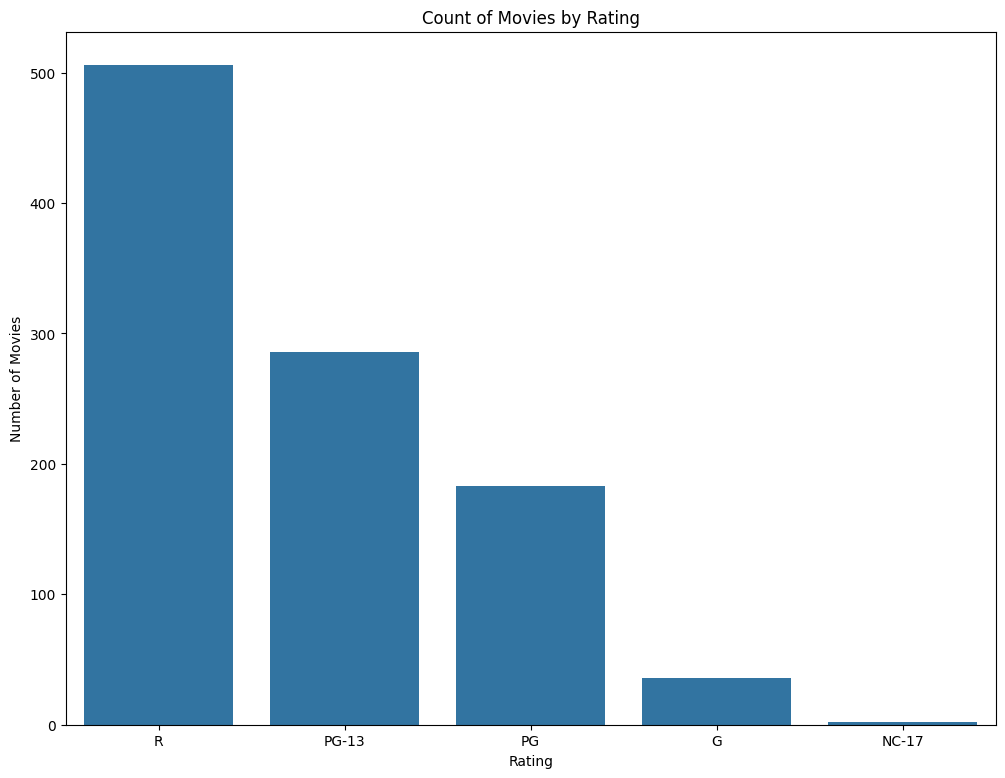 Count of Movies by Rating
500
400
300
200
100
0
Number of Movies
R
PG-13
PG
G
NC-17
Rating